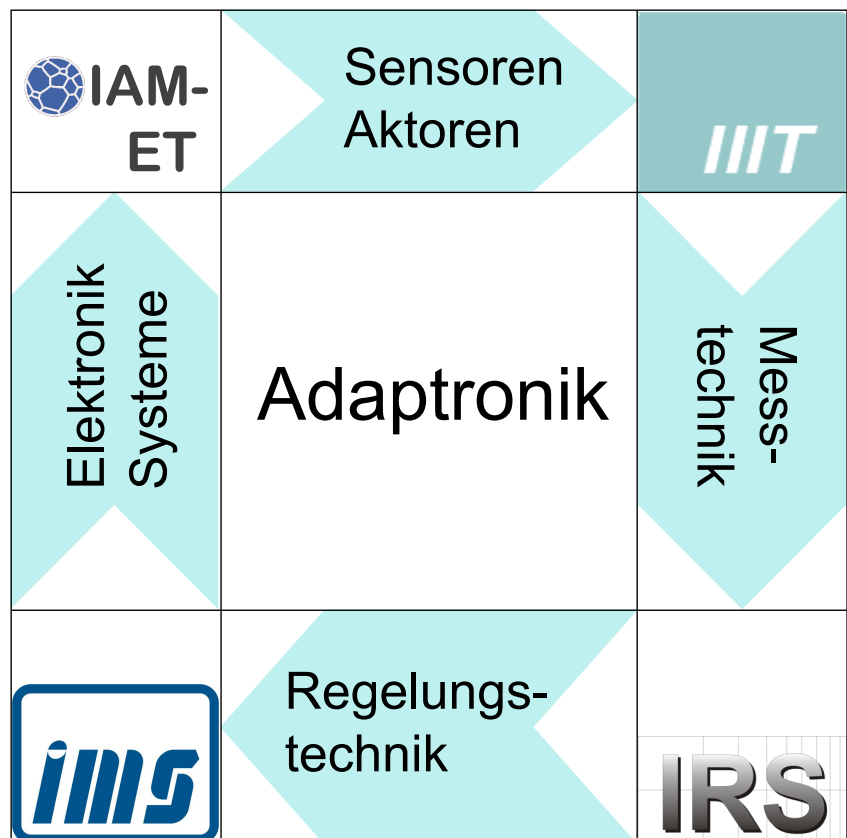 IAM-
ET
Sensoren
Aktoren
IIIT
Elektronik
Systeme
Adaptronik
Mess-
technik
ims
Regelungs-
technik
IRS